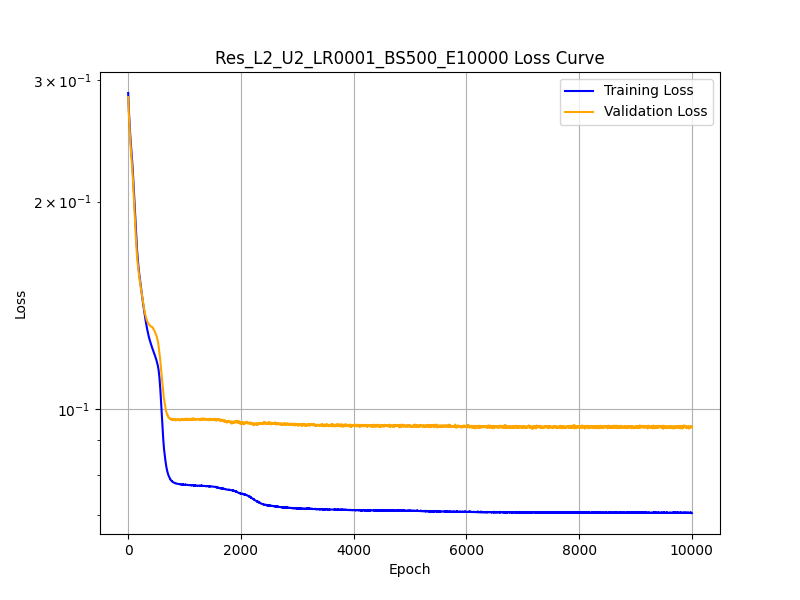 Res_L2_U2_LR0001_BS500_E10000 Loss Curve
Training Loss
Validation Loss
3 × 10⁻¹
2 × 10⁻¹
10⁻¹
Loss
0 2000 4000 6000 8000 10000
Epoch